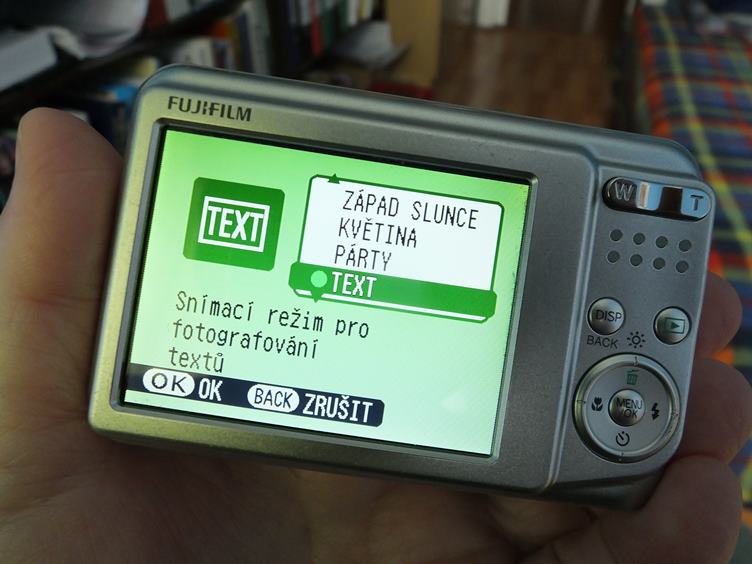 FUJIFILM
TEXT
ZÁPAD SLUNCE
KVĚTINA
PÁRTY
TEXT
Snímací režim pro
fotografování
textů
OK OK BACK ZRUŠIT
W T
DISP
BACK
MENU
/OK